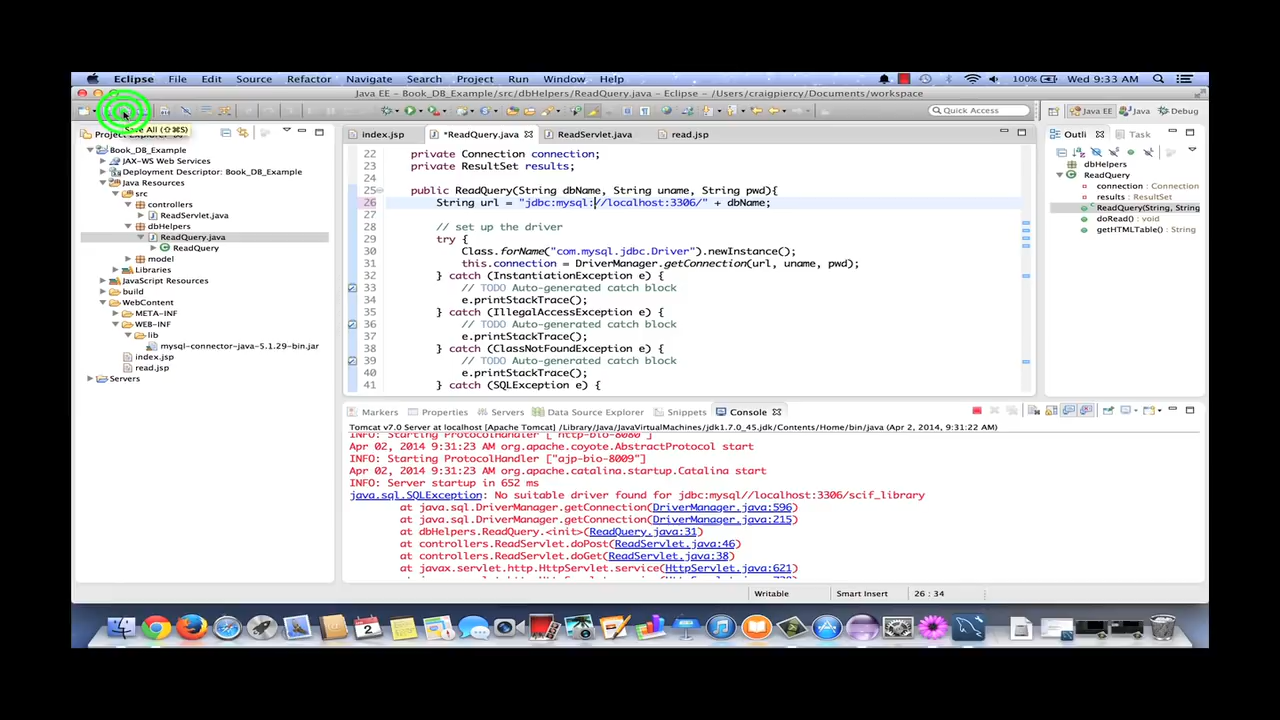 Eclipse File Edit Source Refactor Navigate Search Project Run Window Help 100% Wed 9:33 AM
Java EE - Book_DB_Example/src/dbHelpers/ReadQuery.java - Eclipse - /Users/craigpiercy/Documents/workspace
Quick Access Java EE Java Debug
Save All (⇧⌘S)
Project Explorer
index.jsp *ReadQuery.java ReadServlet.java read.jsp
Outli Task
Book_DB_Example
JAX-WS Web Services
Deployment Descriptor: Book_DB_Example
Java Resources
src
controllers
ReadServlet.java
dbHelpers
ReadQuery.java
ReadQuery
model
Libraries
JavaScript Resources
build
WebContent
META-INF
WEB-INF
lib
mysql-connector-java-5.1.29-bin.jar
index.jsp
read.jsp
Servers
22 private Connection connection;
23 private ResultSet results;
24
25 public ReadQuery(String dbName, String uname, String pwd){
26 String url = "jdbc:mysql://localhost:3306/" + dbName;
27
28 // set up the driver
29 try {
30 Class.forName("com.mysql.jdbc.Driver").newInstance();
31 this.connection = DriverManager.getConnection(url, uname, pwd);
32 } catch (InstantiationException e) {
33 // TODO Auto-generated catch block
34 e.printStackTrace();
35 } catch (IllegalAccessException e) {
36 // TODO Auto-generated catch block
37 e.printStackTrace();
38 } catch (ClassNotFoundException e) {
39 // TODO Auto-generated catch block
40 e.printStackTrace();
41 } catch (SQLException e) {
dbHelpers
ReadQuery
connection : Connection
results : ResultSet
ReadQuery(String, String
doRead() : void
getHTMLTable() : String
Markers Properties Servers Data Source Explorer Snippets Console
Tomcat v7.0 Server at localhost [Apache Tomcat] /Library/Java/JavaVirtualMachines/jdk1.7.0_45.jdk/Contents/Home/bin/java (Apr 2, 2014 9:31:22 AM)
INFO: Starting ProtocolHandler ["http-bio-8080"]
Apr 02, 2014 9:31:23 AM org.apache.coyote.AbstractProtocol start
INFO: Starting ProtocolHandler ["ajp-bio-8009"]
Apr 02, 2014 9:31:23 AM org.apache.catalina.startup.Catalina start
INFO: Server startup in 652 ms
java.sql.SQLException: No suitable driver found for jdbc:mysql//localhost:3306/scif_library
at java.sql.DriverManager.getConnection(DriverManager.java:596)
at java.sql.DriverManager.getConnection(DriverManager.java:215)
at dbHelpers.ReadQuery.<init>(ReadQuery.java:31)
at controllers.ReadServlet.doPost(ReadServlet.java:46)
at controllers.ReadServlet.doGet(ReadServlet.java:38)
at javax.servlet.http.HttpServlet.service(HttpServlet.java:621)
Writable Smart Insert 26 : 34
2